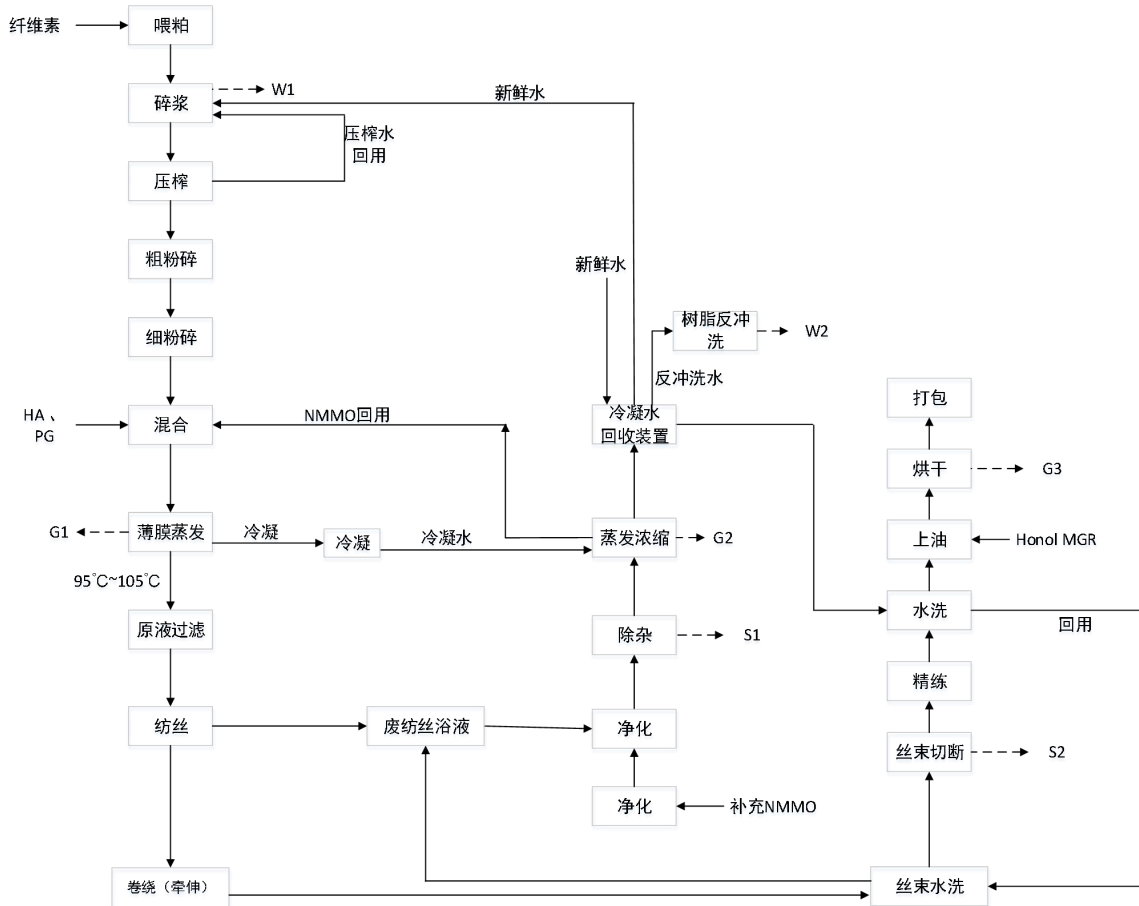 纤维素
喂粕
碎浆
W1
新鲜水
压榨水
回用
压榨
粗粉碎
新鲜水
细粉碎
树脂反冲
洗
W2
反冲洗水
打包
HA 、
PG
混合
NMMO回用
冷凝水
回收装置
烘干
G3
G1
薄膜蒸发
冷凝
冷凝
冷凝水
蒸发浓缩
G2
上油
Honol MGR
95℃~105℃
原液过滤
除杂
S1
水洗
回用
精练
纺丝
废纺丝浴液
净化
丝束切断
S2
净化
补充NMMO
卷绕（牵伸）
丝束水洗